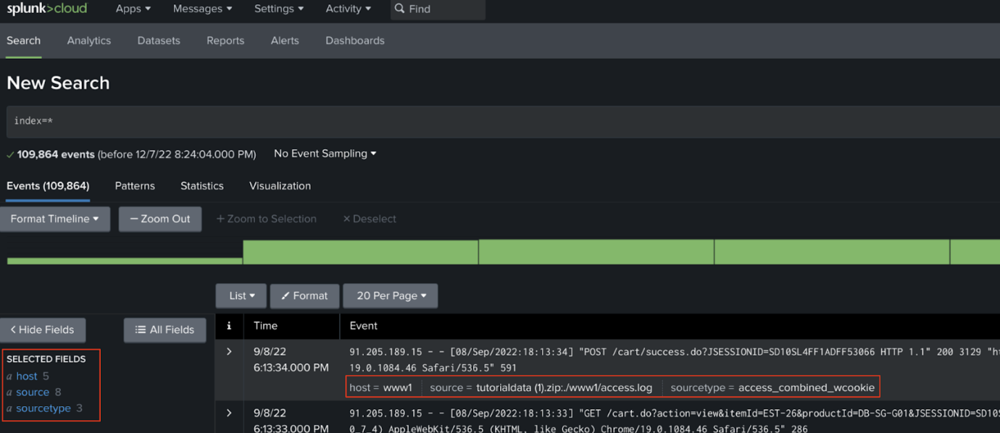 splunk>cloud Apps ▾ Messages ▾ Settings ▾ Activity ▾ Find
Search Analytics Datasets Reports Alerts Dashboards
New Search
index=*
✓ 109,864 events (before 12/7/22 8:24:04.000 PM) No Event Sampling ▾
Events (109,864) Patterns Statistics Visualization
Format Timeline ▾ — Zoom Out + Zoom to Selection × Deselect
List ▾ Format 20 Per Page ▾
< Hide Fields All Fields i Time Event
SELECTED FIELDS
a host 5
a source 8
a sourcetype 3
> 9/8/22 91.205.189.15 - - [08/Sep/2022:18:13:34] "POST /cart/success.do?JSESSIONID=SD10SL4FF1ADFF53066 HTTP 1.1" 200 3129
6:13:34.000 PM 19.0.1084.46 Safari/536.5" 591
host = www1 source = tutorialdata (1).zip:./www1/access.log sourcetype = access_combined_wcookie
> 9/8/22 91.205.189.15 - - [08/Sep/2022:18:13:33] "GET /cart.do?action=view&itemId=EST-26&productId=DB-SG-G01&JSESSIONID=SD10S
6:13:33.000 PM 0_7_4) AppleWebKit/536.5 (KHTML, like Gecko) Chrome/19.0.1084.46 Safari/536.5" 286